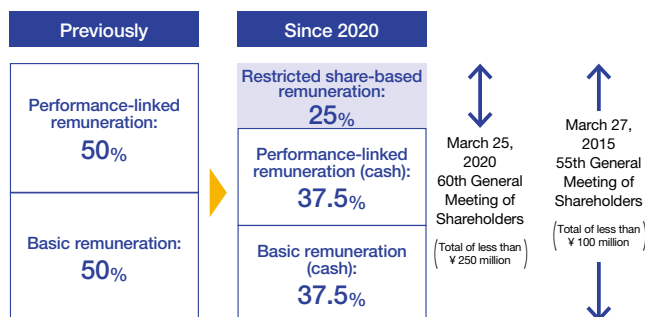 Previously
Performance-linked
remuneration:
50%
Basic remuneration:
50%
Since 2020
Restricted share-based
remuneration:
25%
Performance-linked
remuneration (cash):
37.5%
Basic remuneration
(cash):
37.5%
March 25,
2020
60th General
Meeting of
Shareholders
(Total of less than
¥ 250 million)
March 27,
2015
55th General
Meeting of
Shareholders
(Total of less than
¥ 100 million)